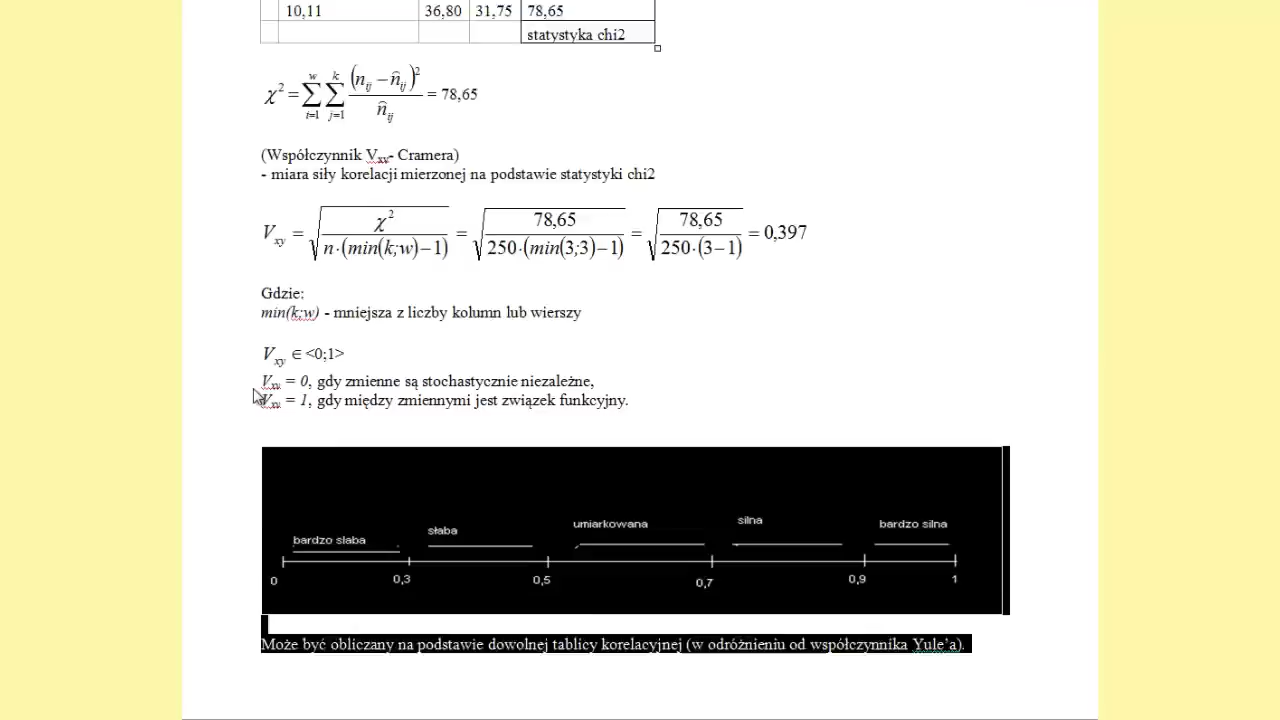 10,11 36,80 31,75 78,65
statystyka chi2
χ² = ∑_{i=1}^{w} ∑_{j=1}^{k} (n_ij − n̂_ij)² / n̂_ij = 78,65
(Współczynnik Vxy- Cramera)
- miara siły korelacji mierzonej na podstawie statystyki chi2
V_xy = √(χ² / n·(min(k;w)−1)) = √(78,65 / 250·(min(3;3)−1)) = √(78,65 / 250·(3−1)) = 0,397
Gdzie:
min(k;w) - mniejsza z liczby kolumn lub wierszy
V_xy ∈ <0;1>
Vxy = 0, gdy zmienne są stochastycznie niezależne,
Vxy = 1, gdy między zmiennymi jest związek funkcyjny.
bardzo słaba słaba umiarkowana silna bardzo silna
0 0,3 0,5 0,7 0,9 1
Może być obliczany na podstawie dowolnej tablicy korelacyjnej (w odróżnieniu od współczynnika Yule’a).